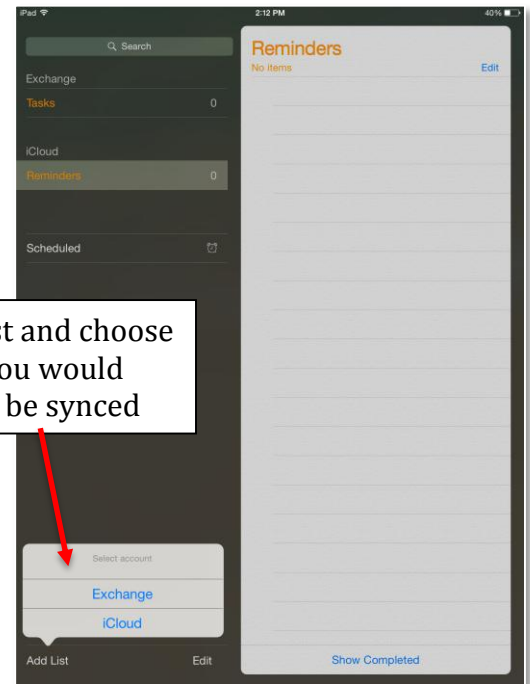 iPad 2:12 PM 40%
Search
Exchange
Tasks 0
iCloud
Reminders 0
Scheduled
Reminders
No items Edit
st and choose
ou would
be synced
Select account
Exchange
iCloud
Add List Edit
Show Completed